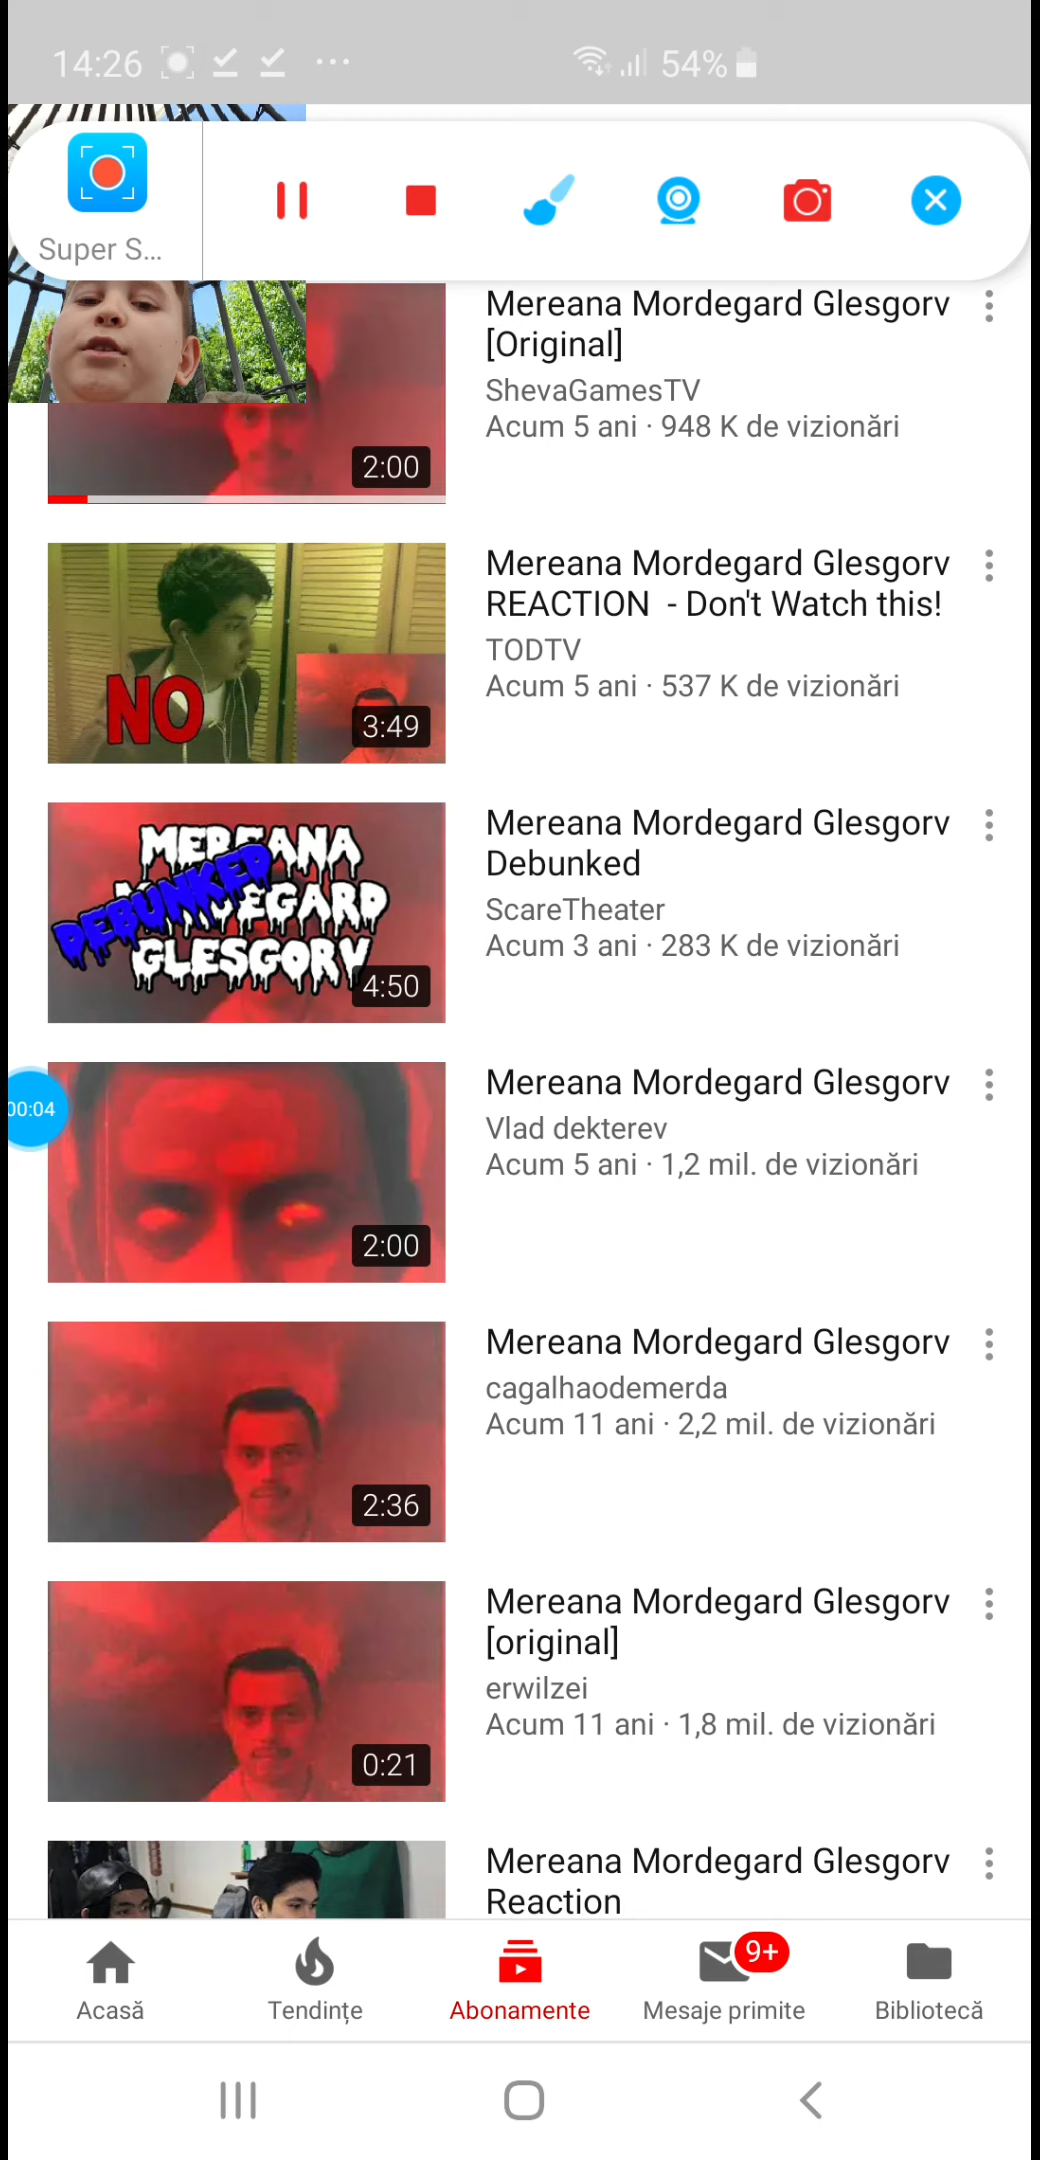 14:26 54%
Super S...
Mereana Mordegard Glesgorv
[Original]
ShevaGamesTV
Acum 5 ani · 948 K de vizionări
2:00
Mereana Mordegard Glesgorv
REACTION - Don't Watch this!
TODTV
Acum 5 ani · 537 K de vizionări
NO
3:49
Mereana Mordegard Glesgorv
Debunked
ScareTheater
Acum 3 ani · 283 K de vizionări
MEREANA
MORDEGARD
DEBUNKED
GLESGORV
4:50
00:04
Mereana Mordegard Glesgorv
Vlad dekterev
Acum 5 ani · 1,2 mil. de vizionări
2:00
Mereana Mordegard Glesgorv
cagalhaodemerda
Acum 11 ani · 2,2 mil. de vizionări
2:36
Mereana Mordegard Glesgorv
[original]
erwilzei
Acum 11 ani · 1,8 mil. de vizionări
0:21
Mereana Mordegard Glesgorv
Reaction
9+
Acasă Tendințe Abonamente Mesaje primite Bibliotecă